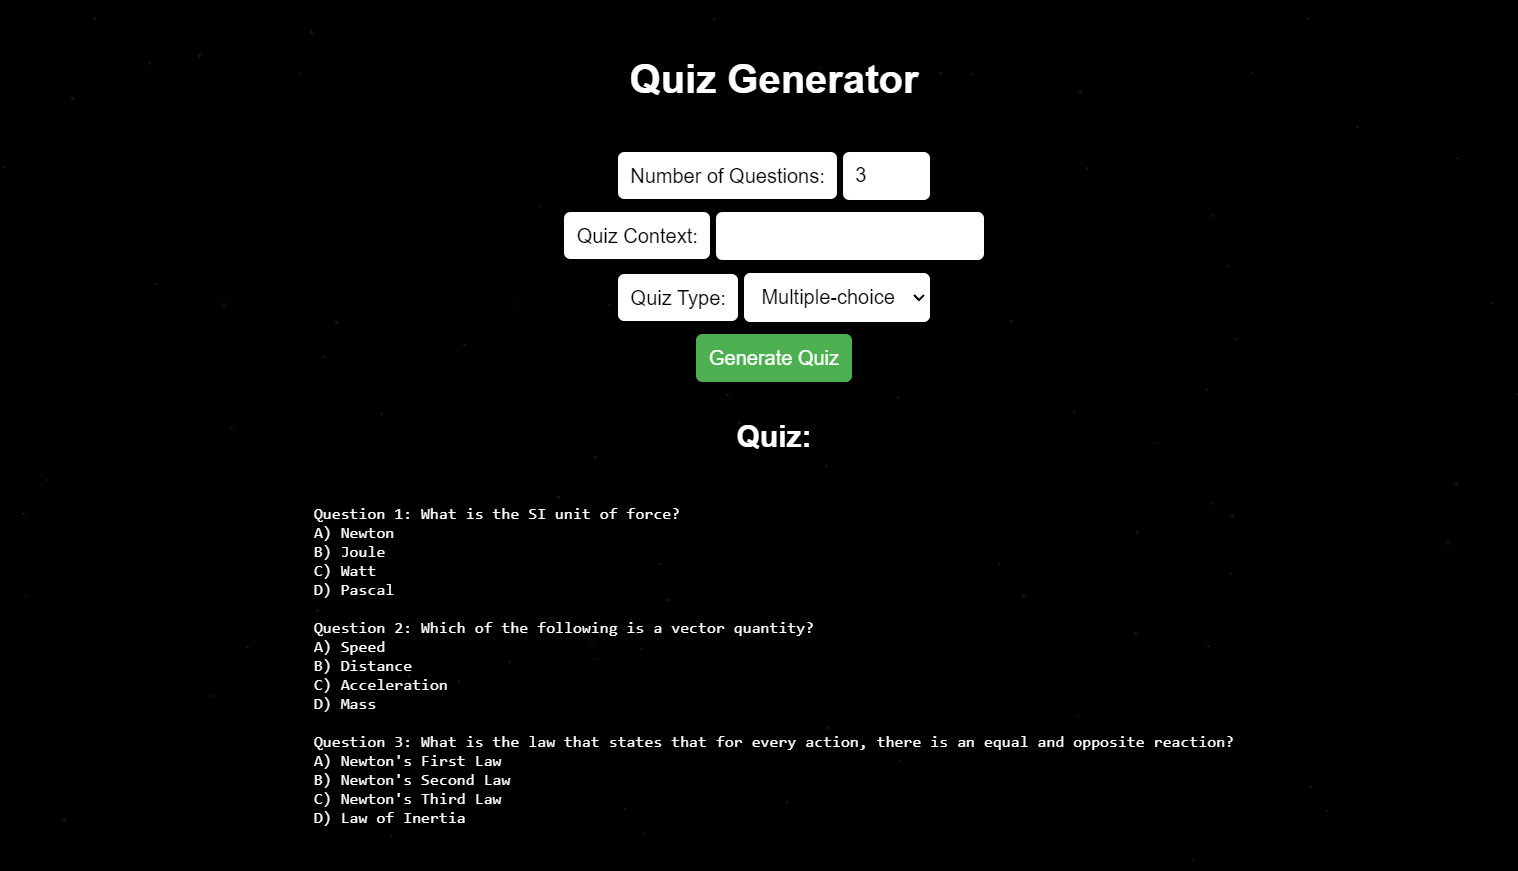 Quiz Generator
Number of Questions: 3
Quiz Context:
Quiz Type: Multiple-choice
Generate Quiz
Quiz:
Question 1: What is the SI unit of force?
A) Newton
B) Joule
C) Watt
D) Pascal
Question 2: Which of the following is a vector quantity?
A) Speed
B) Distance
C) Acceleration
D) Mass
Question 3: What is the law that states that for every action, there is an equal and opposite reaction?
A) Newton's First Law
B) Newton's Second Law
C) Newton's Third Law
D) Law of Inertia